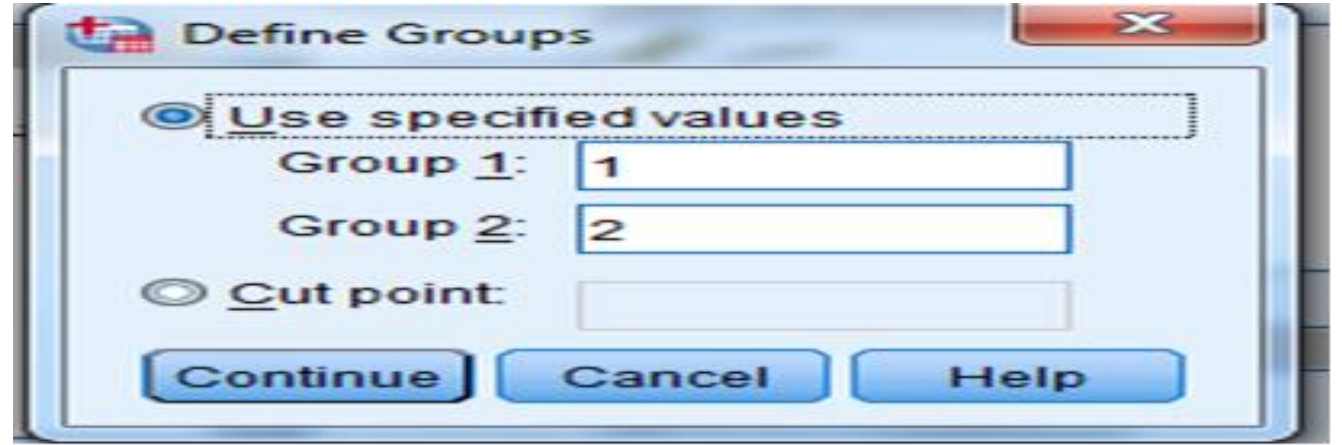 Define Groups
Use specified values
Group 1: 1
Group 2: 2
Cut point:
Continue Cancel Help